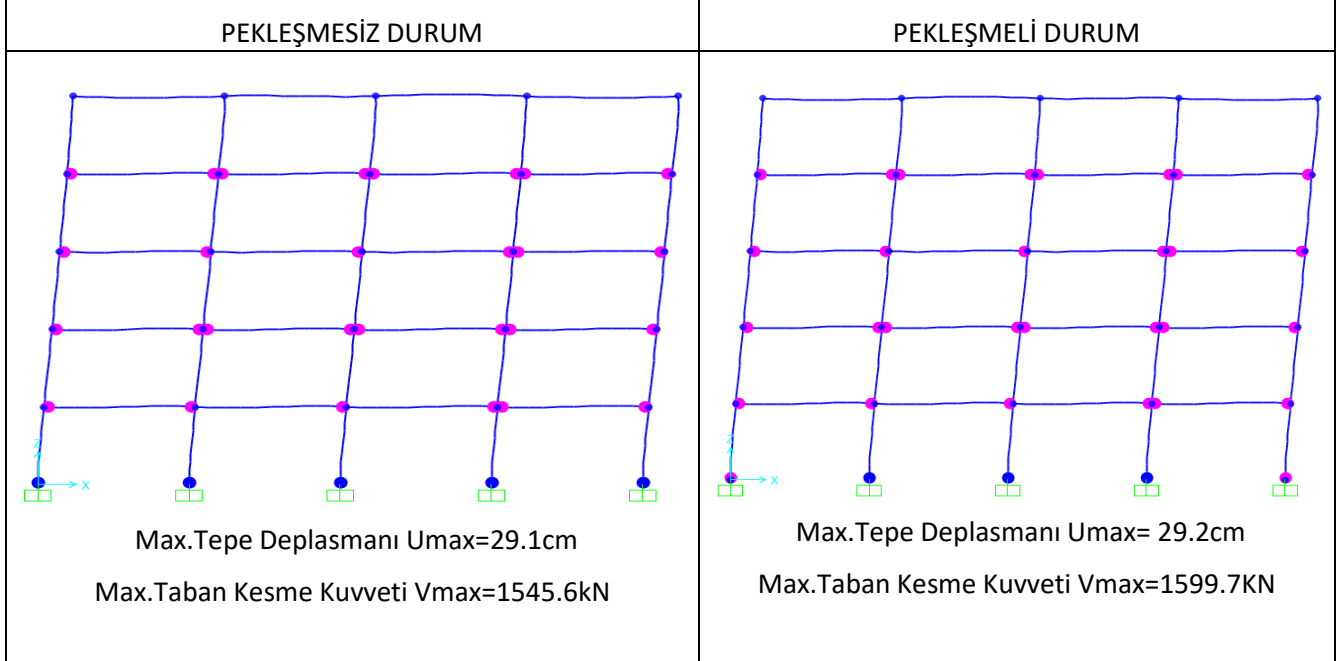 PEKLEŞMESİZ DURUM
PEKLEŞMELİ DURUM
Z
X
Max.Tepe Deplasmanı Umax=29.1cm
Max.Taban Kesme Kuvveti Vmax=1545.6kN
Z
X
Max.Tepe Deplasmanı Umax= 29.2cm
Max.Taban Kesme Kuvveti Vmax=1599.7KN